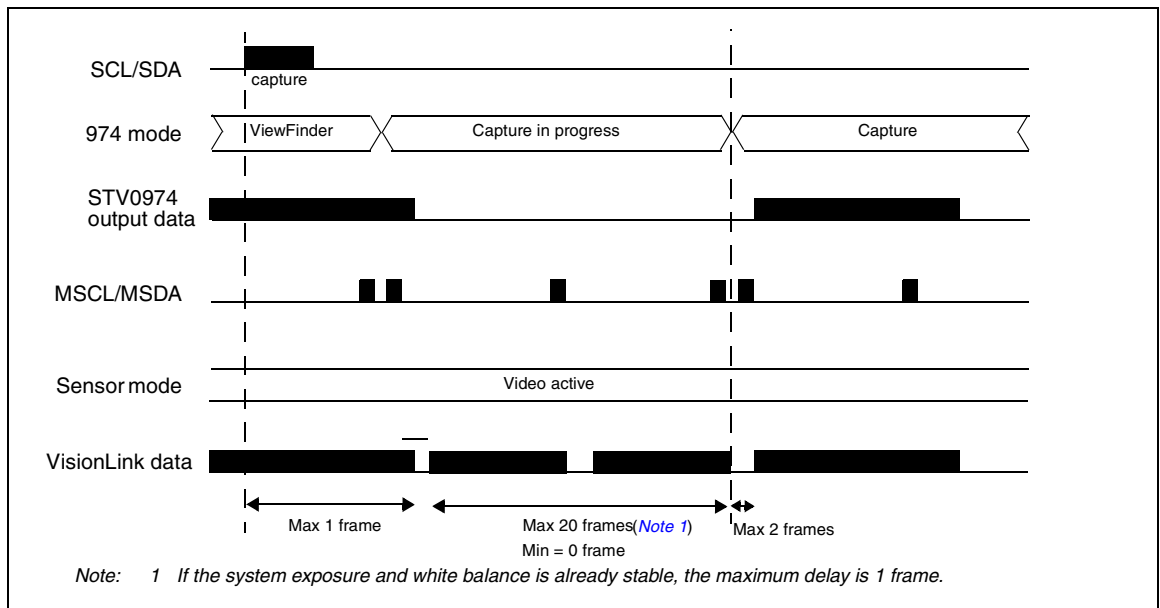 SCL/SDA
capture
974 mode
ViewFinder
Capture in progress
Capture
STV0974
output data
MSCL/MSDA
Sensor mode
Video active
VisionLink data
Max 1 frame
Max 20 frames(Note 1)
Min = 0 frame
Max 2 frames
Note: 1 If the system exposure and white balance is already stable, the maximum delay is 1 frame.